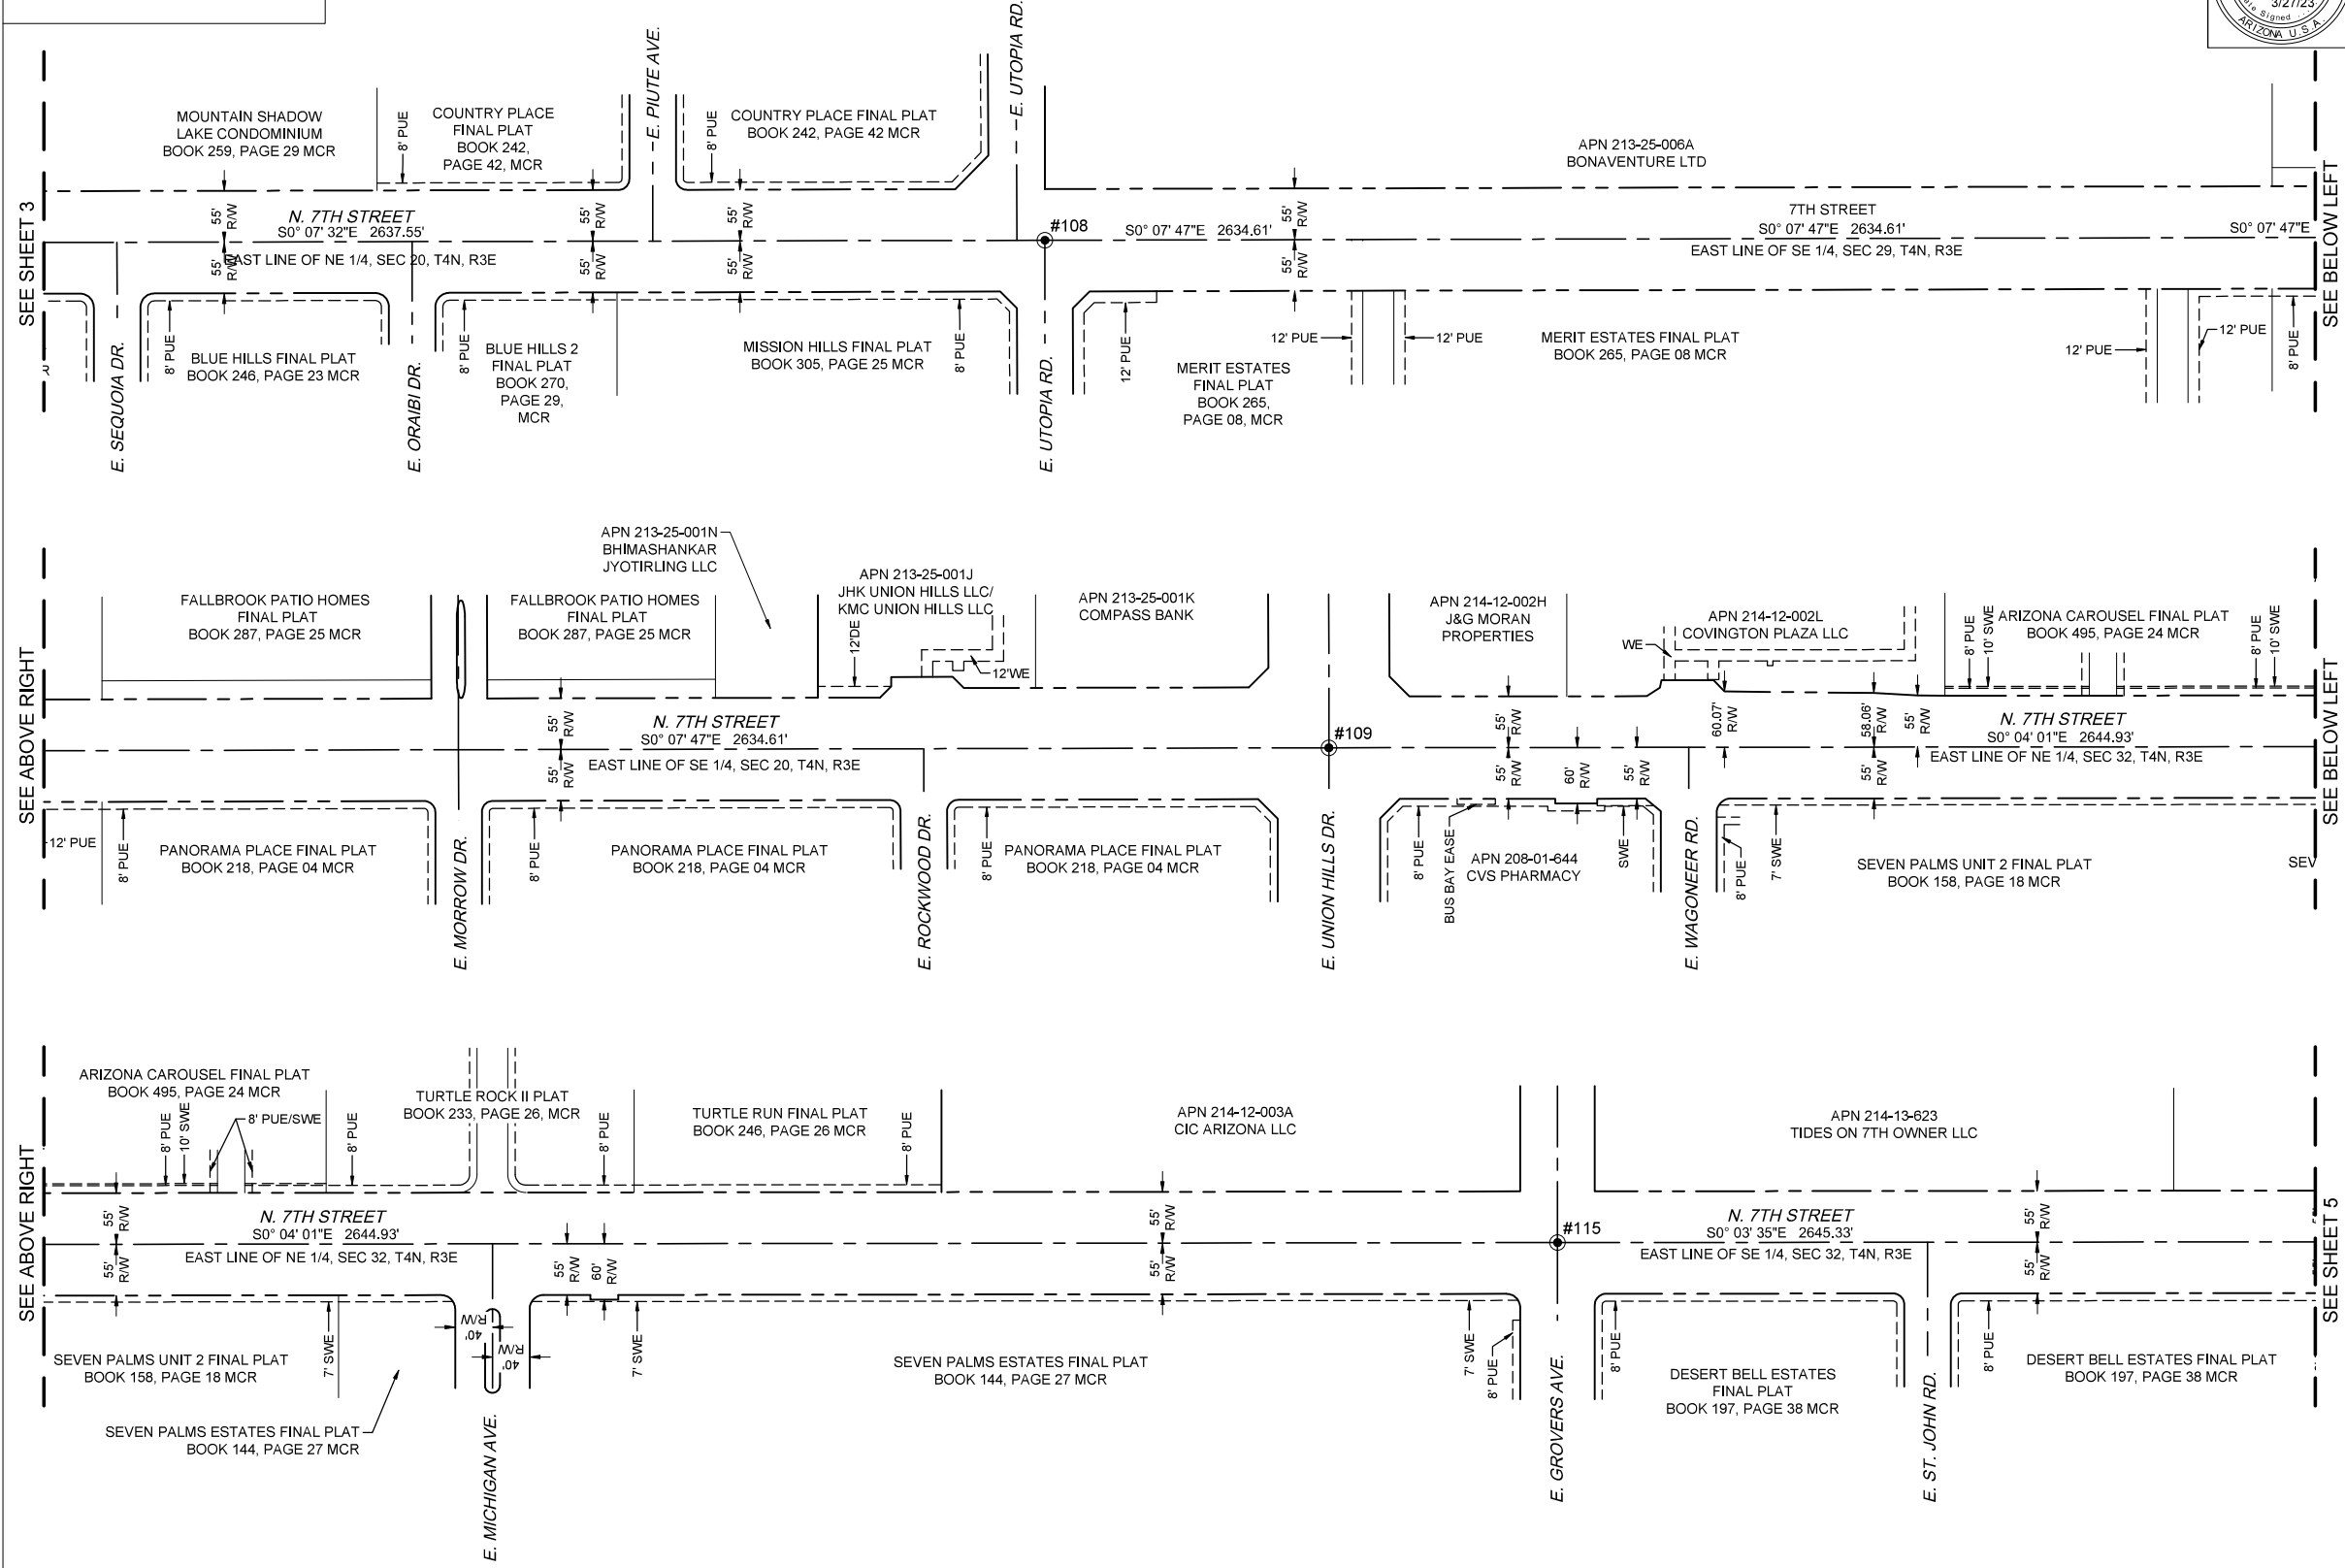 3/27/23
Signed
ARIZONA U.S.A.
SEE SHEET 3
MOUNTAIN SHADOW
LAKE CONDOMINIUM
BOOK 259, PAGE 29 MCR
8' PUE
COUNTRY PLACE
FINAL PLAT
BOOK 242,
PAGE 42, MCR
E. PIUTE AVE.
8' PUE
COUNTRY PLACE FINAL PLAT
BOOK 242, PAGE 42 MCR
E. UTOPIA RD.
APN 213-25-006A
BONAVENTURE LTD
SEE BELOW LEFT
N. 7TH STREET
S0° 07' 32"E 2637.55'
EAST LINE OF NE 1/4, SEC 20, T4N, R3E
55'
R/W
55'
R/W
55'
R/W
55'
R/W
55'
R/W
55'
R/W
#108
S0° 07' 47"E 2634.61'
55'
R/W
55'
R/W
7TH STREET
S0° 07' 47"E 2634.61'
EAST LINE OF SE 1/4, SEC 29, T4N, R3E
S0° 07' 47"E
E. SEQUOIA DR.
8' PUE
BLUE HILLS FINAL PLAT
BOOK 246, PAGE 23 MCR
E. ORAIBI DR.
8' PUE
BLUE HILLS 2
FINAL PLAT
BOOK 270,
PAGE 29,
MCR
MISSION HILLS FINAL PLAT
BOOK 305, PAGE 25 MCR
8' PUE
E. UTOPIA RD.
12' PUE
MERIT ESTATES
FINAL PLAT
BOOK 265,
PAGE 08, MCR
12' PUE
12' PUE
MERIT ESTATES FINAL PLAT
BOOK 265, PAGE 08 MCR
12' PUE
12' PUE
8' PUE
SEE ABOVE RIGHT
FALLBROOK PATIO HOMES
FINAL PLAT
BOOK 287, PAGE 25 MCR
FALLBROOK PATIO HOMES
FINAL PLAT
BOOK 287, PAGE 25 MCR
APN 213-25-001N
BHIMASHANKAR
JYOTIRLING LLC
APN 213-25-001J
JHK UNION HILLS LLC/
KMC UNION HILLS LLC
12'DE
12'WE
APN 213-25-001K
COMPASS BANK
APN 214-12-002H
J&G MORAN
PROPERTIES
WE
APN 214-12-002L
COVINGTON PLAZA LLC
8' PUE
10' SWE
ARIZONA CAROUSEL FINAL PLAT
BOOK 495, PAGE 24 MCR
8' PUE
10' SWE
SEE BELOW LEFT
55'
R/W
55'
R/W
N. 7TH STREET
S0° 07' 47"E 2634.61'
EAST LINE OF SE 1/4, SEC 20, T4N, R3E
#109
55'
R/W
55'
R/W
60'
R/W
55'
R/W
60.07'
R/W
58.06'
R/W
55'
R/W
55'
R/W
N. 7TH STREET
S0° 04' 01"E 2644.93'
EAST LINE OF NE 1/4, SEC 32, T4N, R3E
12' PUE
8' PUE
PANORAMA PLACE FINAL PLAT
BOOK 218, PAGE 04 MCR
E. MORROW DR.
8' PUE
PANORAMA PLACE FINAL PLAT
BOOK 218, PAGE 04 MCR
E. ROCKWOOD DR.
8' PUE
PANORAMA PLACE FINAL PLAT
BOOK 218, PAGE 04 MCR
E. UNION HILLS DR.
8' PUE
BUS BAY EASE
APN 208-01-644
CVS PHARMACY
SWE
E. WAGONEER RD.
8' PUE
7' SWE
SEVEN PALMS UNIT 2 FINAL PLAT
BOOK 158, PAGE 18 MCR
SEV
SEE ABOVE RIGHT
ARIZONA CAROUSEL FINAL PLAT
BOOK 495, PAGE 24 MCR
8' PUE
10' SWE
8' PUE/SWE
8' PUE
TURTLE ROCK II PLAT
BOOK 233, PAGE 26, MCR
8' PUE
TURTLE RUN FINAL PLAT
BOOK 246, PAGE 26 MCR
8' PUE
APN 214-12-003A
CIC ARIZONA LLC
APN 214-13-623
TIDES ON 7TH OWNER LLC
SEE SHEET 5
55'
R/W
55'
R/W
N. 7TH STREET
S0° 04' 01"E 2644.93'
EAST LINE OF NE 1/4, SEC 32, T4N, R3E
55'
R/W
60'
R/W
55'
R/W
55'
R/W
#115
N. 7TH STREET
S0° 03' 35"E 2645.33'
EAST LINE OF SE 1/4, SEC 32, T4N, R3E
55'
R/W
55'
R/W
SEVEN PALMS UNIT 2 FINAL PLAT
BOOK 158, PAGE 18 MCR
7' SWE
SEVEN PALMS ESTATES FINAL PLAT
BOOK 144, PAGE 27 MCR
40'
R/W
40'
R/W
E. MICHIGAN AVE.
7' SWE
SEVEN PALMS ESTATES FINAL PLAT
BOOK 144, PAGE 27 MCR
7' SWE
8' PUE
E. GROVERS AVE.
8' PUE
DESERT BELL ESTATES
FINAL PLAT
BOOK 197, PAGE 38 MCR
E. ST. JOHN RD.
8' PUE
DESERT BELL ESTATES FINAL PLAT
BOOK 197, PAGE 38 MCR